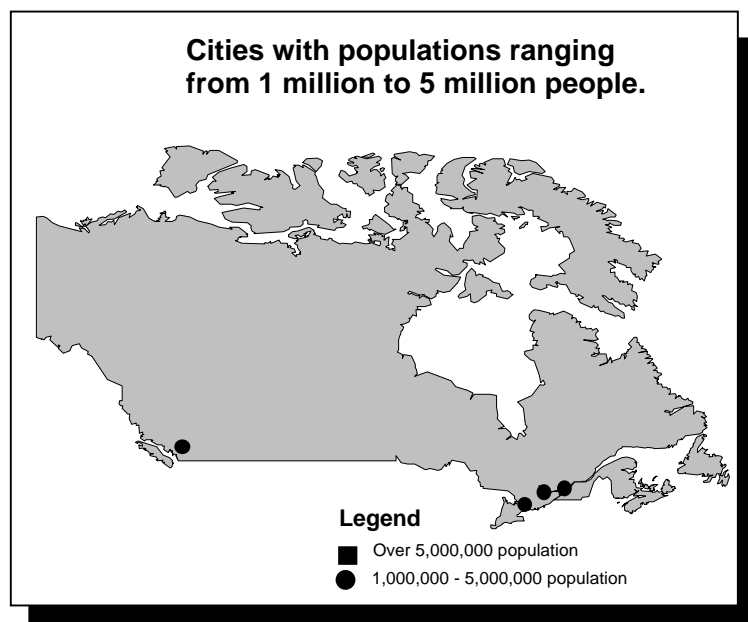 Cities with populations ranging
from 1 million to 5 million people.
Legend
Over 5,000,000 population
1,000,000 - 5,000,000 population